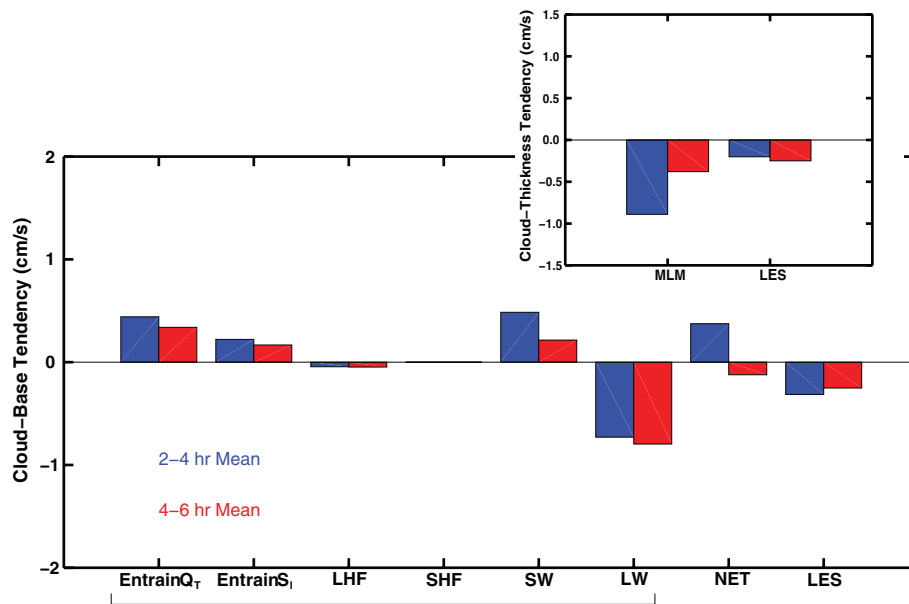 Cloud−Thickness Tendency (cm/s)
1.5
1.0
0.5
0.0
−0.5
−1.0
−1.5
MLM LES
Cloud−Base Tendency (cm/s)
2
1
0
−1
−2
2−4 hr Mean
4−6 hr Mean
EntrainQT EntrainSl LHF SHF SW LW NET LES